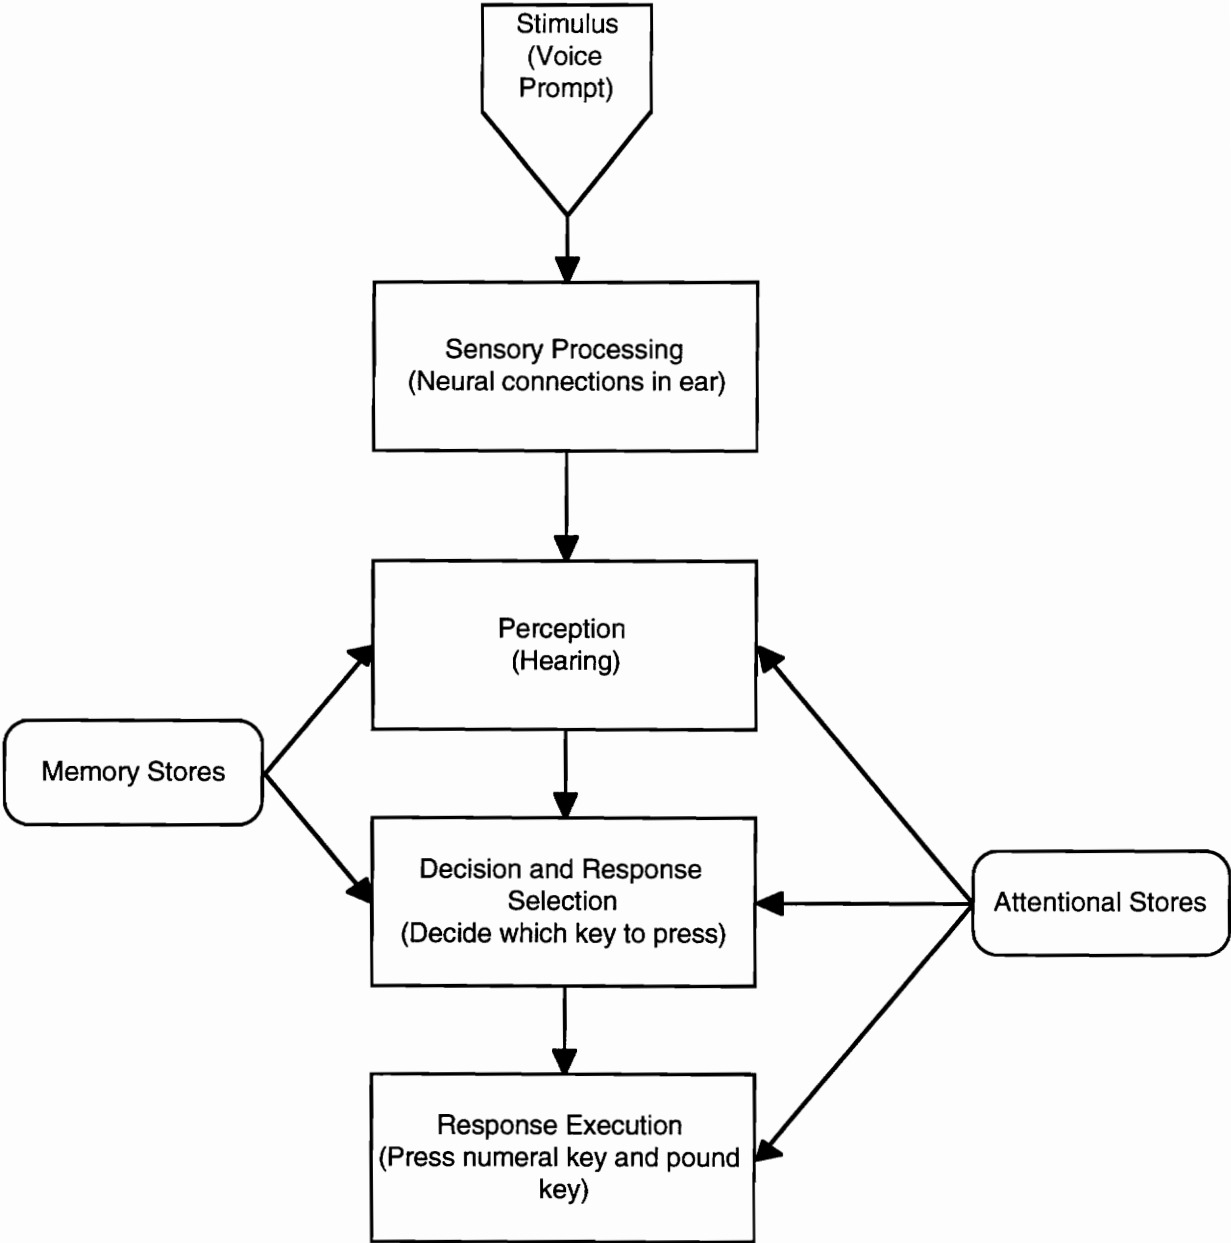 Stimulus
(Voice
Prompt)
Sensory Processing
(Neural connections in ear)
Perception
(Hearing)
Memory Stores
Decision and Response
Selection
(Decide which key to press)
Attentional Stores
Response Execution
(Press numeral key and pound
key)